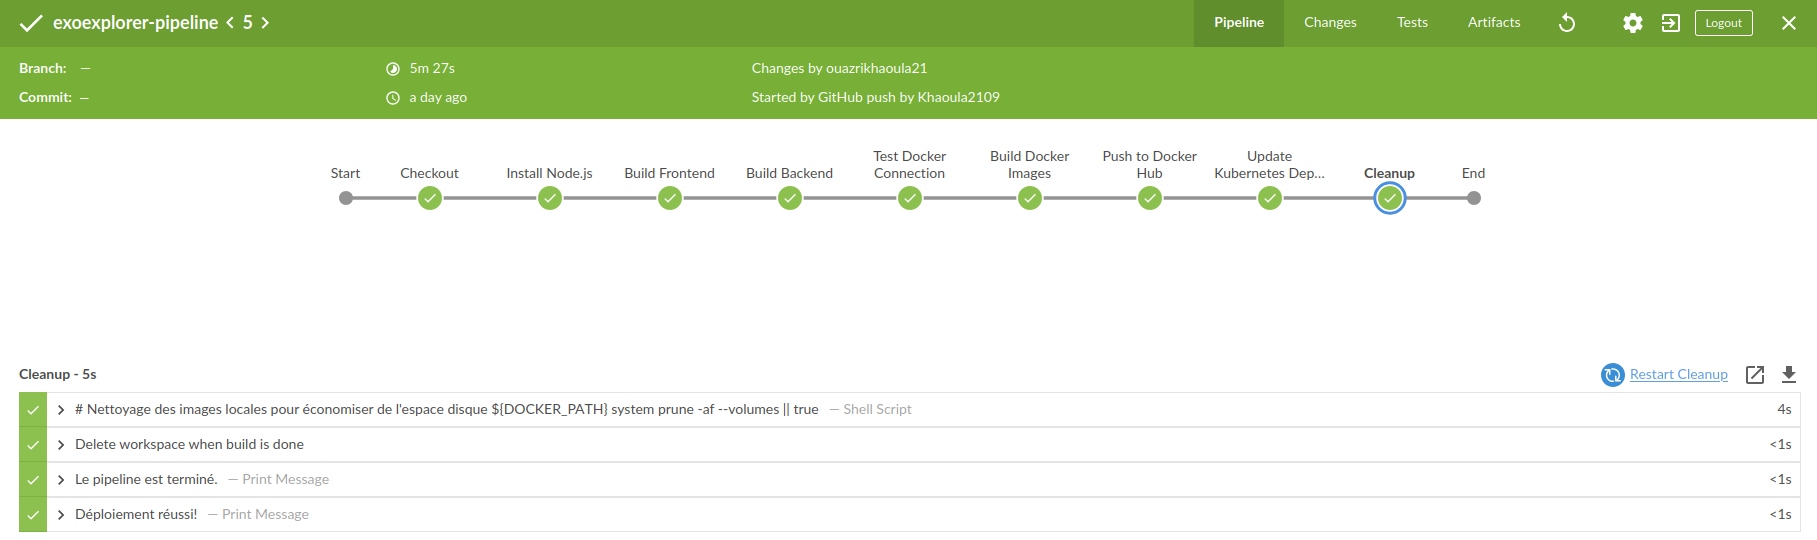 exoexplorer-pipeline < 5 >
Pipeline
Changes
Tests
Artifacts
Logout
Branch: —
5m 27s
Changes by ouazrikhaoula21
Commit: —
a day ago
Started by GitHub push by Khaoula2109
Start
Checkout
Install Node.js
Build Frontend
Build Backend
Test Docker
Connection
Build Docker
Images
Push to Docker
Hub
Update
Kubernetes Dep...
Cleanup
End
Cleanup - 5s
Restart Cleanup
# Nettoyage des images locales pour économiser de l'espace disque ${DOCKER_PATH} system prune -af --volumes || true — Shell Script 4s
Delete workspace when build is done <1s
Le pipeline est terminé. — Print Message <1s
Déploiement réussi! — Print Message <1s